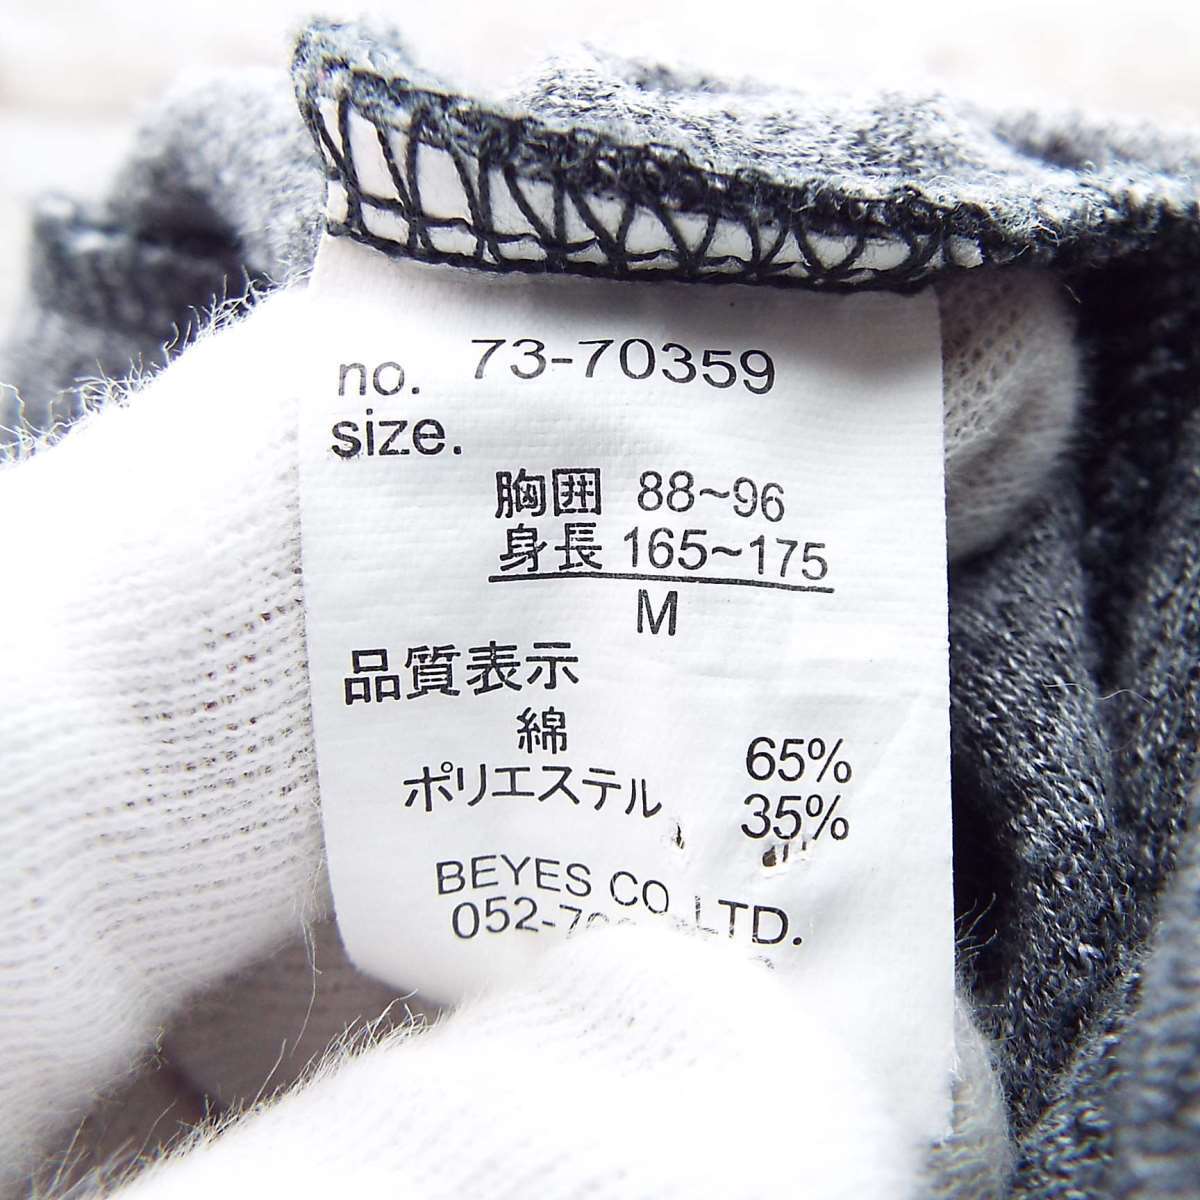 no. 73-70359
size.
胸囲 88~96
身長 165~175
M
品質表示
綿 65%
ポリエステル 35%
BEYES CO.,LTD.
052-